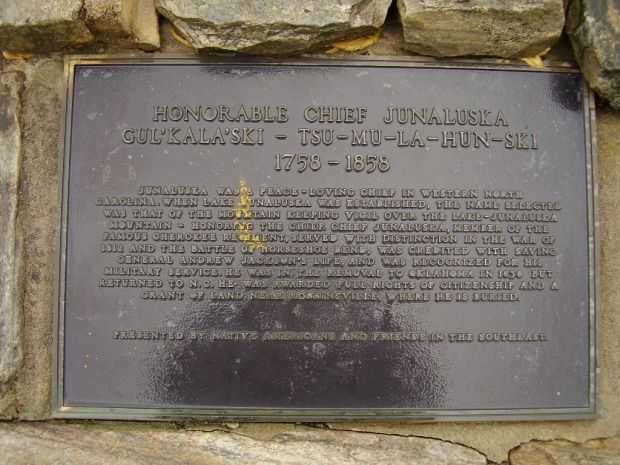 HONORABLE CHIEF JUNALUSKA
GUL'KALA'SKI - TSU-MU-LA-HUN-SKI
1758 - 1858
JUNALUSKA WAS A PEACE-LOVING CHIEF IN WESTERN NORTH
CAROLINA. WHEN LAKE JUNALUSKA WAS ESTABLISHED, THE NAME SELECTED
WAS THAT OF THE MOUNTAIN KEEPING VIGIL OVER THE LAKE-JUNALUSKA
MOUNTAIN - HONORING THE CHIEF. CHIEF JUNALUSKA, MEMBER OF THE
FAMOUS CHEROKEE REGIMENT, SERVED WITH DISTINCTION IN THE WAR OF
1812 AND THE BATTLE OF HORSESHOE BEND, WAS CREDITED WITH SAVING
GENERAL ANDREW JACKSON'S LIFE, AND WAS RECOGNIZED FOR HIS
MILITARY SERVICE. HE WAS IN THE REMOVAL TO OKLAHOMA IN 1838 BUT
RETURNED TO N. C. HE WAS AWARDED FULL RIGHTS OF CITIZENSHIP AND A
GRANT OF LAND NEAR ROBBINSVILLE, WHERE HE IS BURIED.
PRESENTED BY NATIVE AMERICANS AND FRIENDS IN THE SOUTHEAST